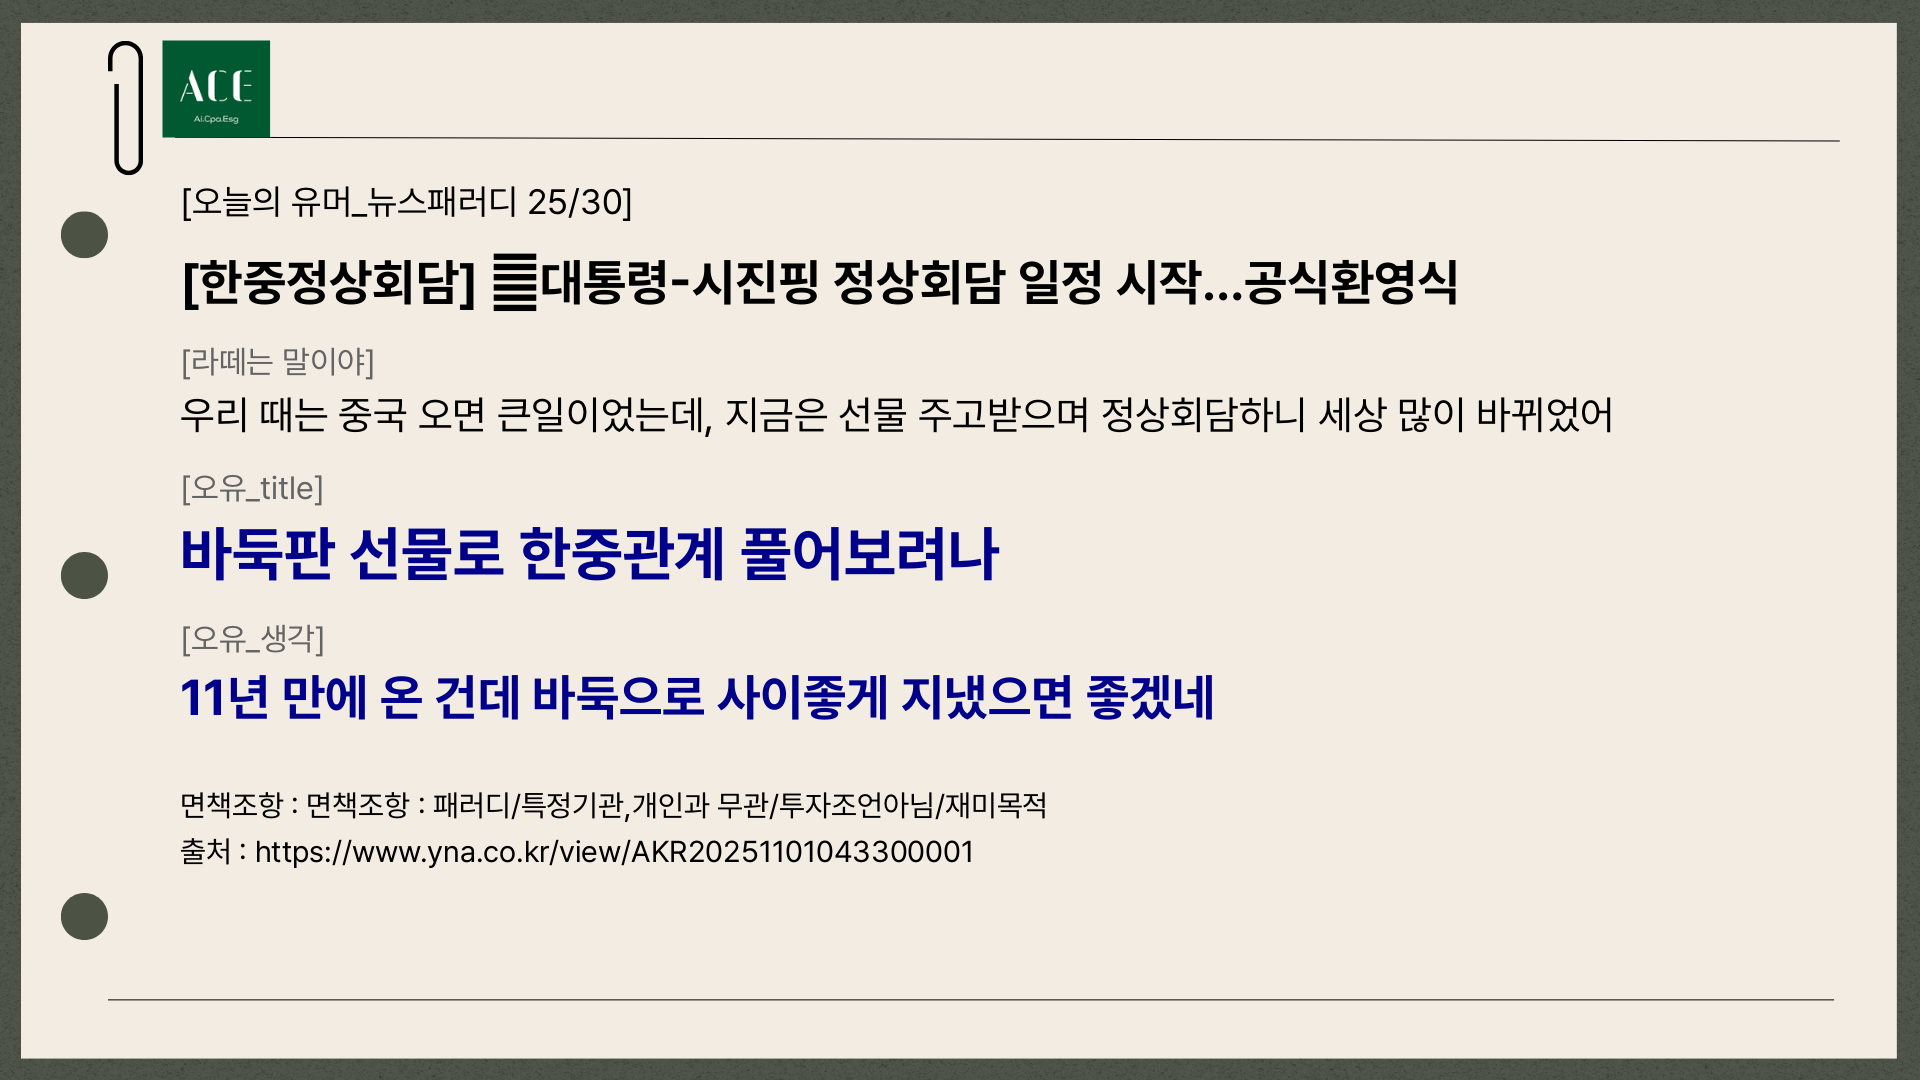 ACE
Ai.Cpa.Esg
[오늘의 유머_뉴스패러디 25/30]
[한중정상회담] 대통령-시진핑 정상회담 일정 시작...공식환영식
[라떼는 말이야]
우리 때는 중국 오면 큰일이었는데, 지금은 선물 주고받으며 정상회담하니 세상 많이 바뀌었어
[오유_title]
바둑판 선물로 한중관계 풀어보려나
[오유_생각]
11년 만에 온 건데 바둑으로 사이좋게 지냈으면 좋겠네
면책조항 : 면책조항 : 패러디/특정기관,개인과 무관/투자조언아님/재미목적
출처 : https://www.yna.co.kr/view/AKR20251101043300001